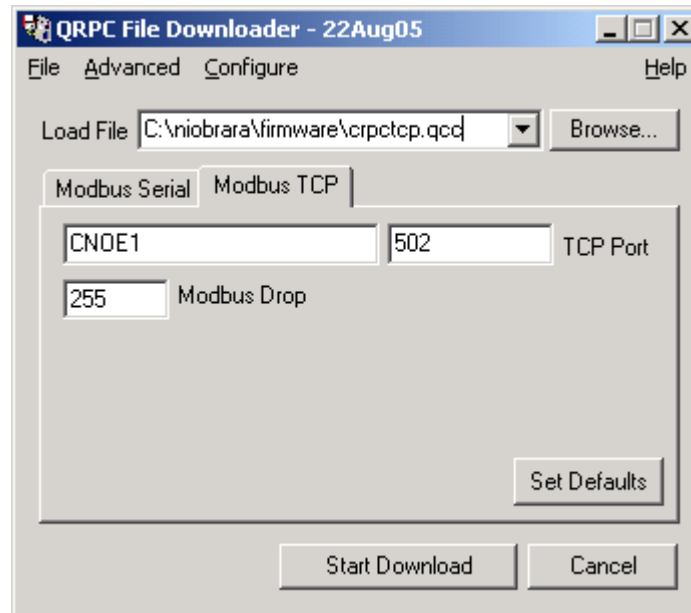 QRPC File Downloader - 22Aug05
File Advanced Configure Help
Load File C:\niobrara\firmware\crpctcp.qcc Browse...
Modbus Serial Modbus TCP
CNOE1 502 TCP Port
255 Modbus Drop
Set Defaults
Start Download Cancel